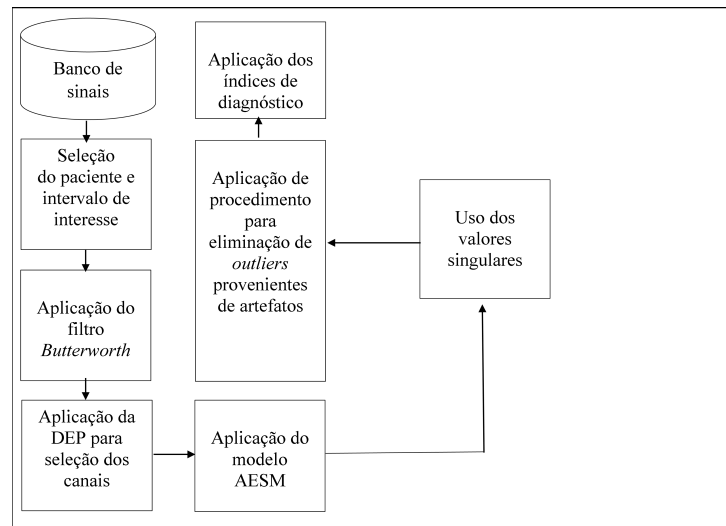 Banco de
sinais
Seleção
do paciente e
intervalo de
interesse
Aplicação do
filtro
Butterworth
Aplicação da
DEP para
seleção dos
canais
Aplicação do
modelo
AESM
Uso dos
valores
singulares
Aplicação de
procedimento
para
eliminação de
outliers
provenientes
de artefatos
Aplicação dos
índices de
diagnóstico